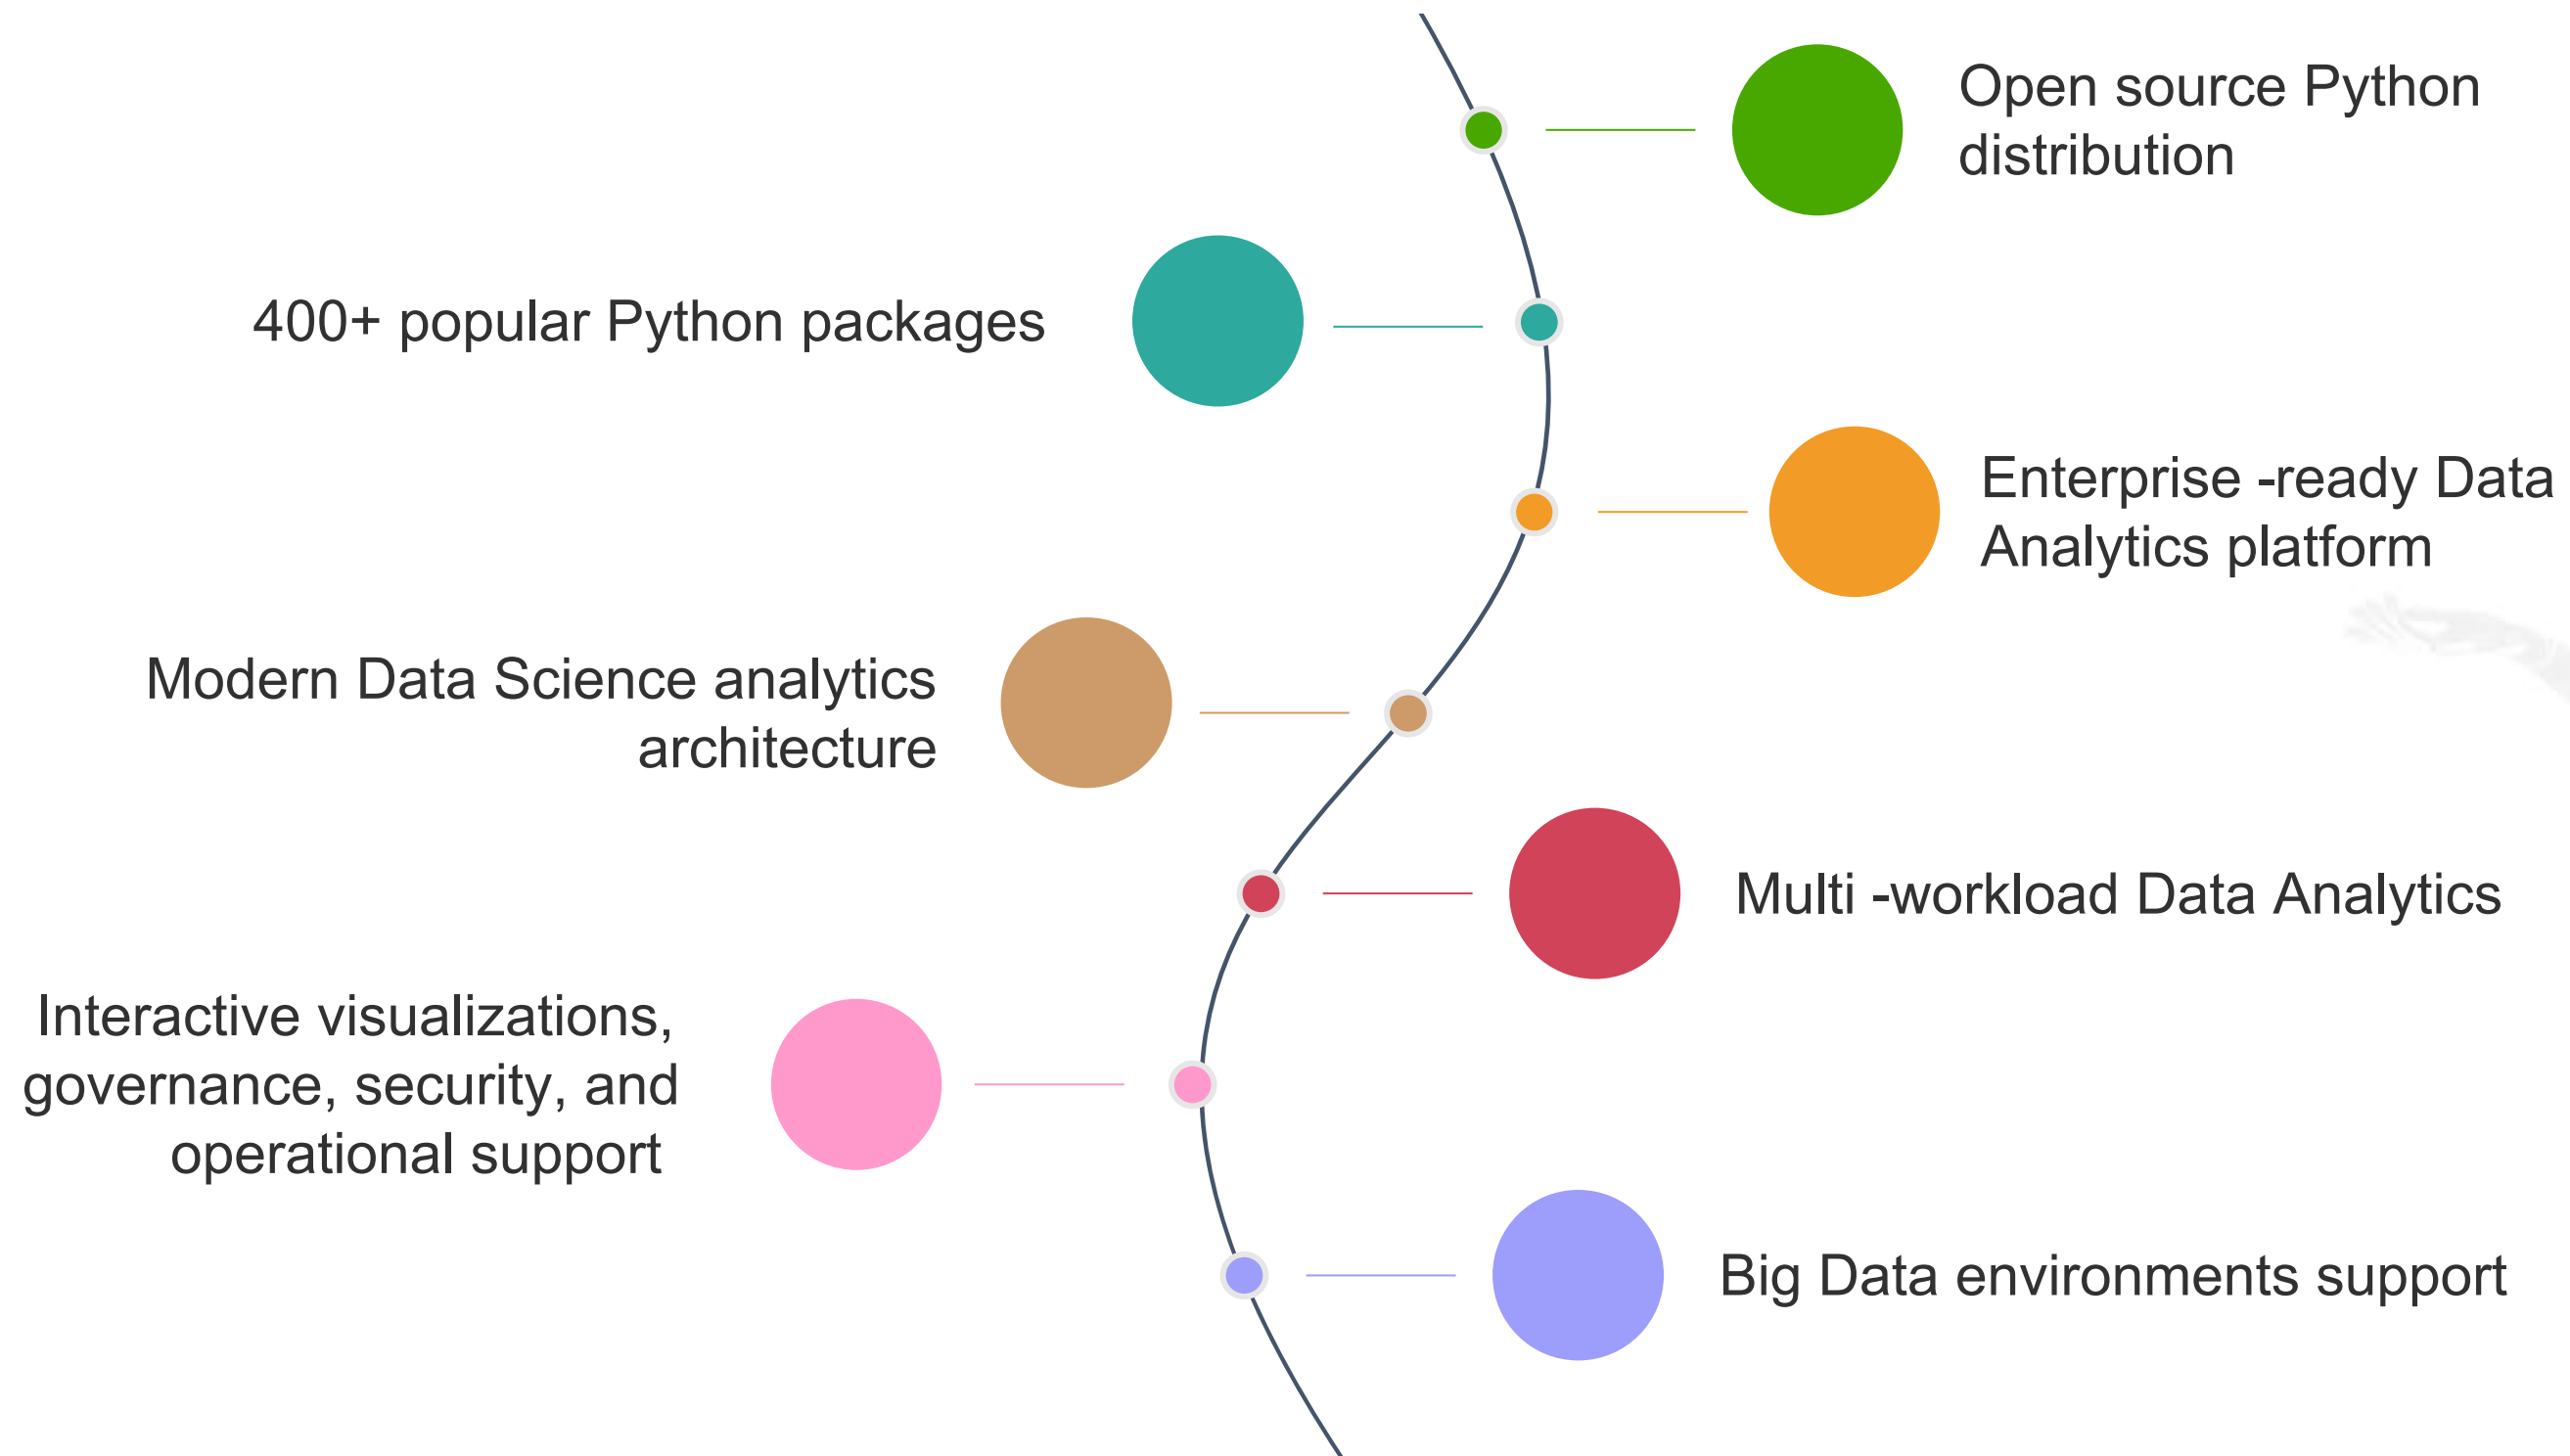 Open source Python
distribution
400+ popular Python packages
Enterprise -ready Data
Analytics platform
Modern Data Science analytics
architecture
Multi -workload Data Analytics
Interactive visualizations,
governance, security, and
operational support
Big Data environments support